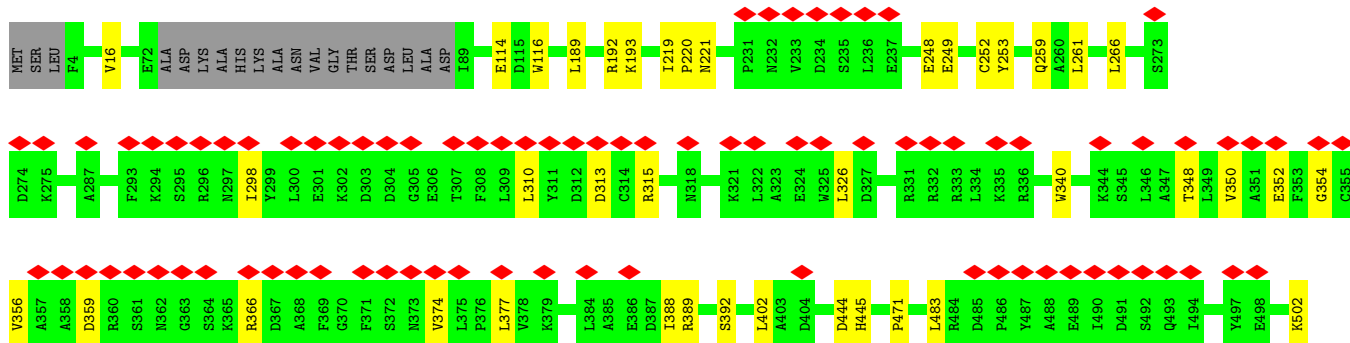 MET SER LEU F4 V16 E72 ALA ASP LYS ALA HIS LYS ALA ASN VAL GLY THR SER ASP LEU ALA ASP I89 E114 D115 W116 L189 R192 K193 I219 P220 N221 P231 N232 V233 D234 S235 L236 E237 E248 E249 C252 Y253 Q259 A260 L261 L266 S273
D274 K275 A287 F293 K294 S295 R296 N297 I298 Y299 L300 E301 K302 D303 D304 G305 E306 T307 F308 L309 L310 Y311 D312 D313 C314 R315 N318 K321 L322 A323 E324 W325 L326 D327 R331 R332 R333 L334 K335 R336 W340 K344 S345 L346 A347 T348 L349 V350 A351 E352 F353 G354 C355
V356 A357 A358 D359 R360 S361 N362 G363 S364 K365 R366 D367 A368 F369 G370 F371 S372 N373 V374 L375 P376 L377 V378 K379 L384 A385 E386 D387 I388 R389 S392 L402 A403 D404 D444 H445 P471 L483 R484 D485 P486 Y487 A488 E489 I490 D491 S492 Q493 I494 Y497 E498 K502